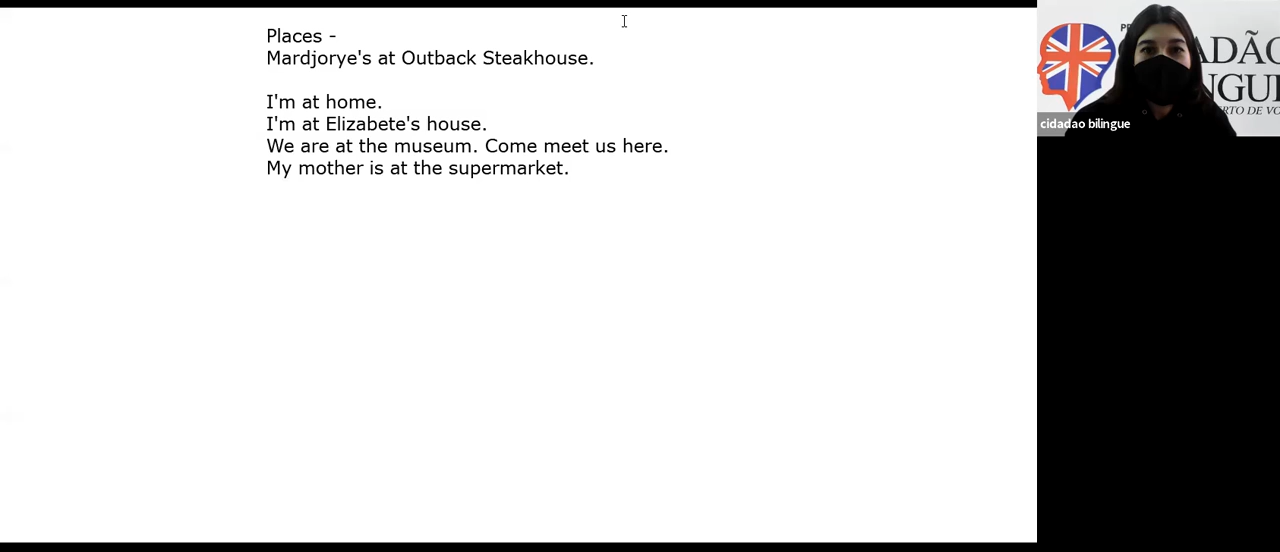 Places -
Mardjorye's at Outback Steakhouse.
I'm at home.
I'm at Elizabete's house.
We are at the museum. Come meet us here.
My mother is at the supermarket.
cidadao bilingue